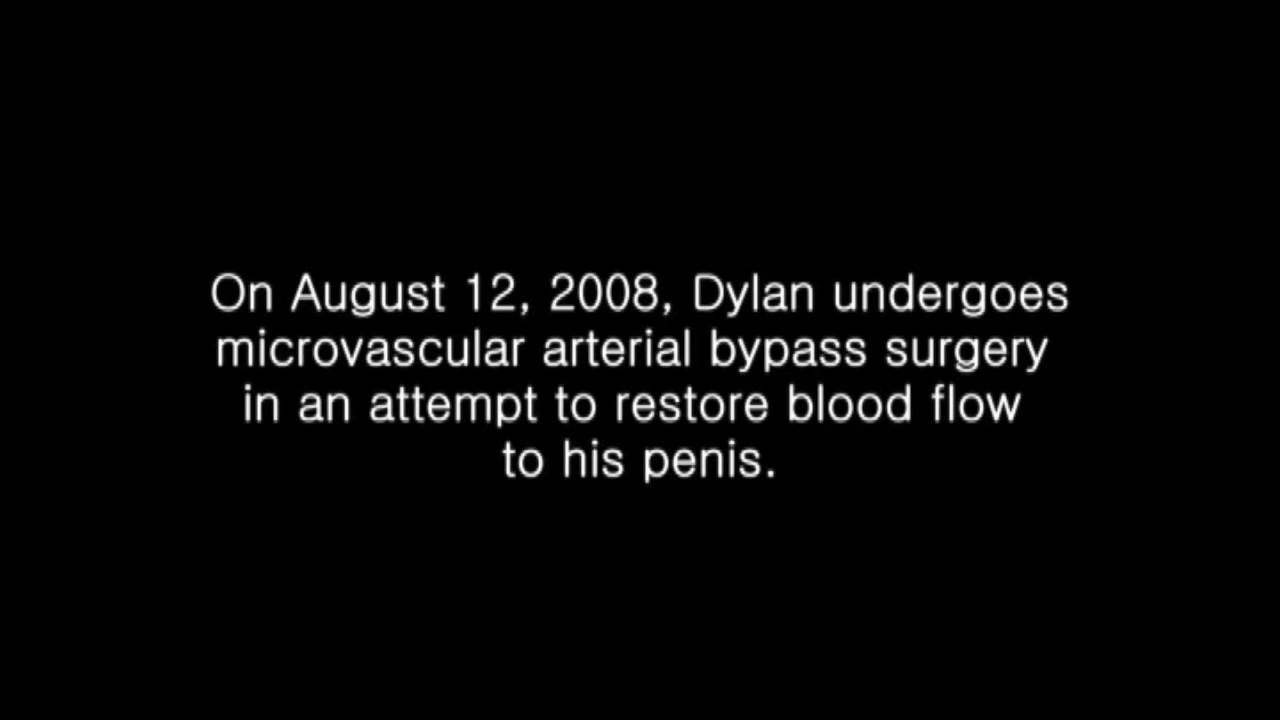 On August 12, 2008, Dylan undergoes
microvascular arterial bypass surgery
in an attempt to restore blood flow
to his penis.